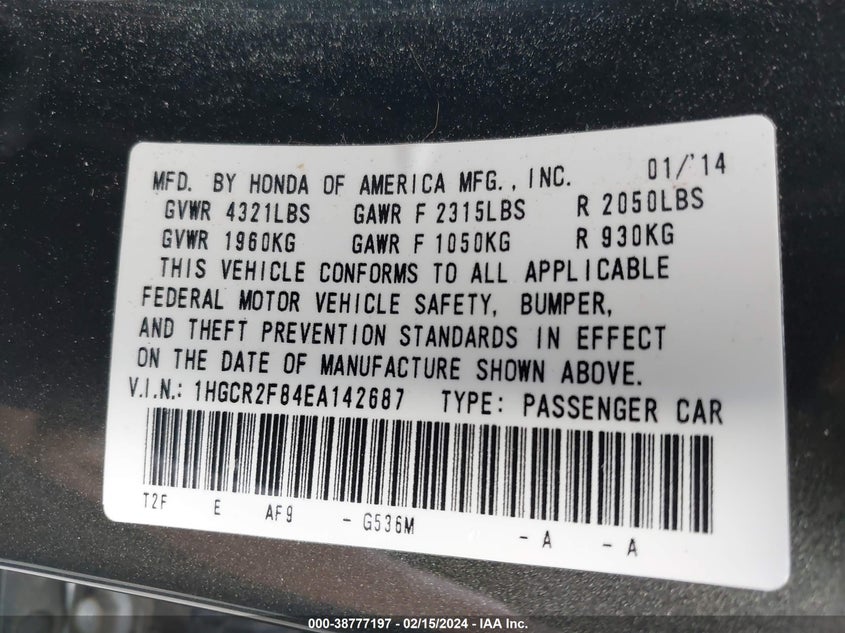 MFD. BY HONDA OF AMERICA MFG., INC. 01/'14
GVWR 4321LBS GAWR F 2315LBS R 2050LBS
GVWR 1960KG GAWR F 1050KG R 930KG
THIS VEHICLE CONFORMS TO ALL APPLICABLE
FEDERAL MOTOR VEHICLE SAFETY, BUMPER,
AND THEFT PREVENTION STANDARDS IN EFFECT
ON THE DATE OF MANUFACTURE SHOWN ABOVE.
V.I.N.: 1HGCR2F84EA142687 TYPE: PASSENGER CAR
T2F E AF9 - G536M - A - A
000-38777197 - 02/15/2024 - IAA Inc.